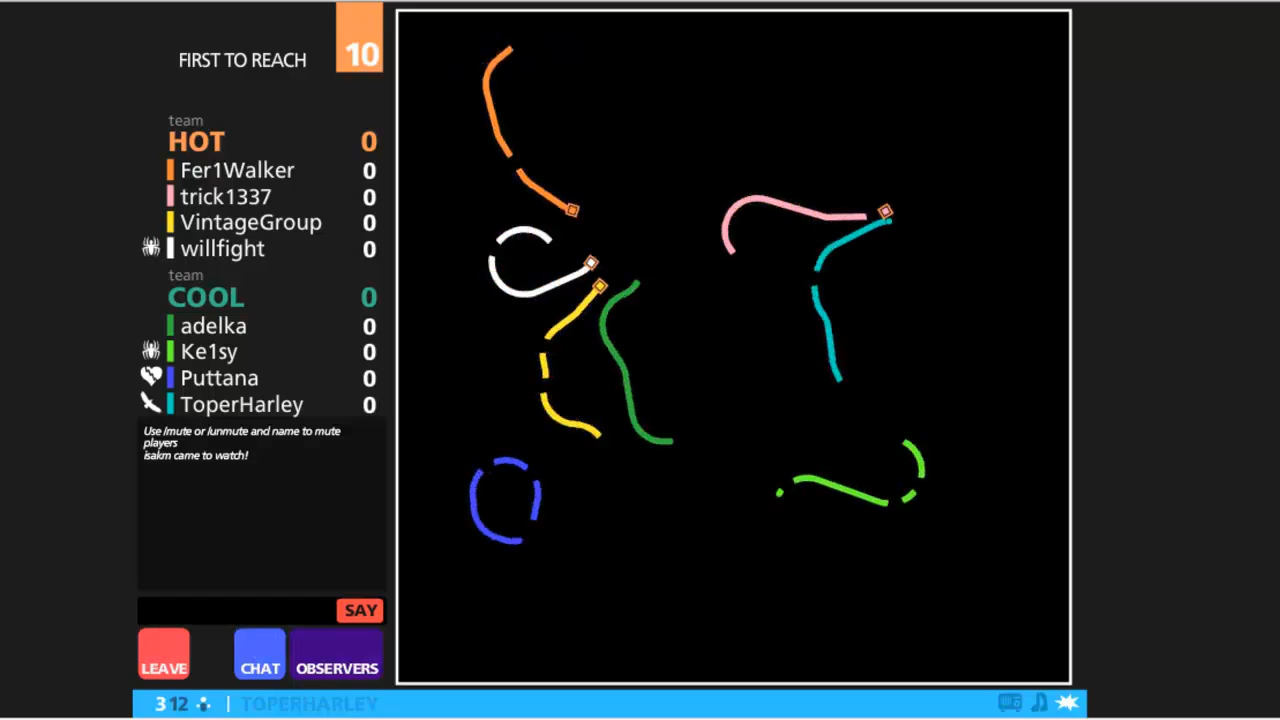 FIRST TO REACH
10
team
HOT 0
Fer1Walker 0
trick1337 0
VintageGroup 0
willfight 0
team
COOL 0
adelka 0
Ke1sy 0
Puttana 0
ToperHarley 0
Use /mute or /unmute and name to mute
players
isakm came to watch!
SAY
LEAVE
CHAT
OBSERVERS
3 12 | TOPERHARLEY